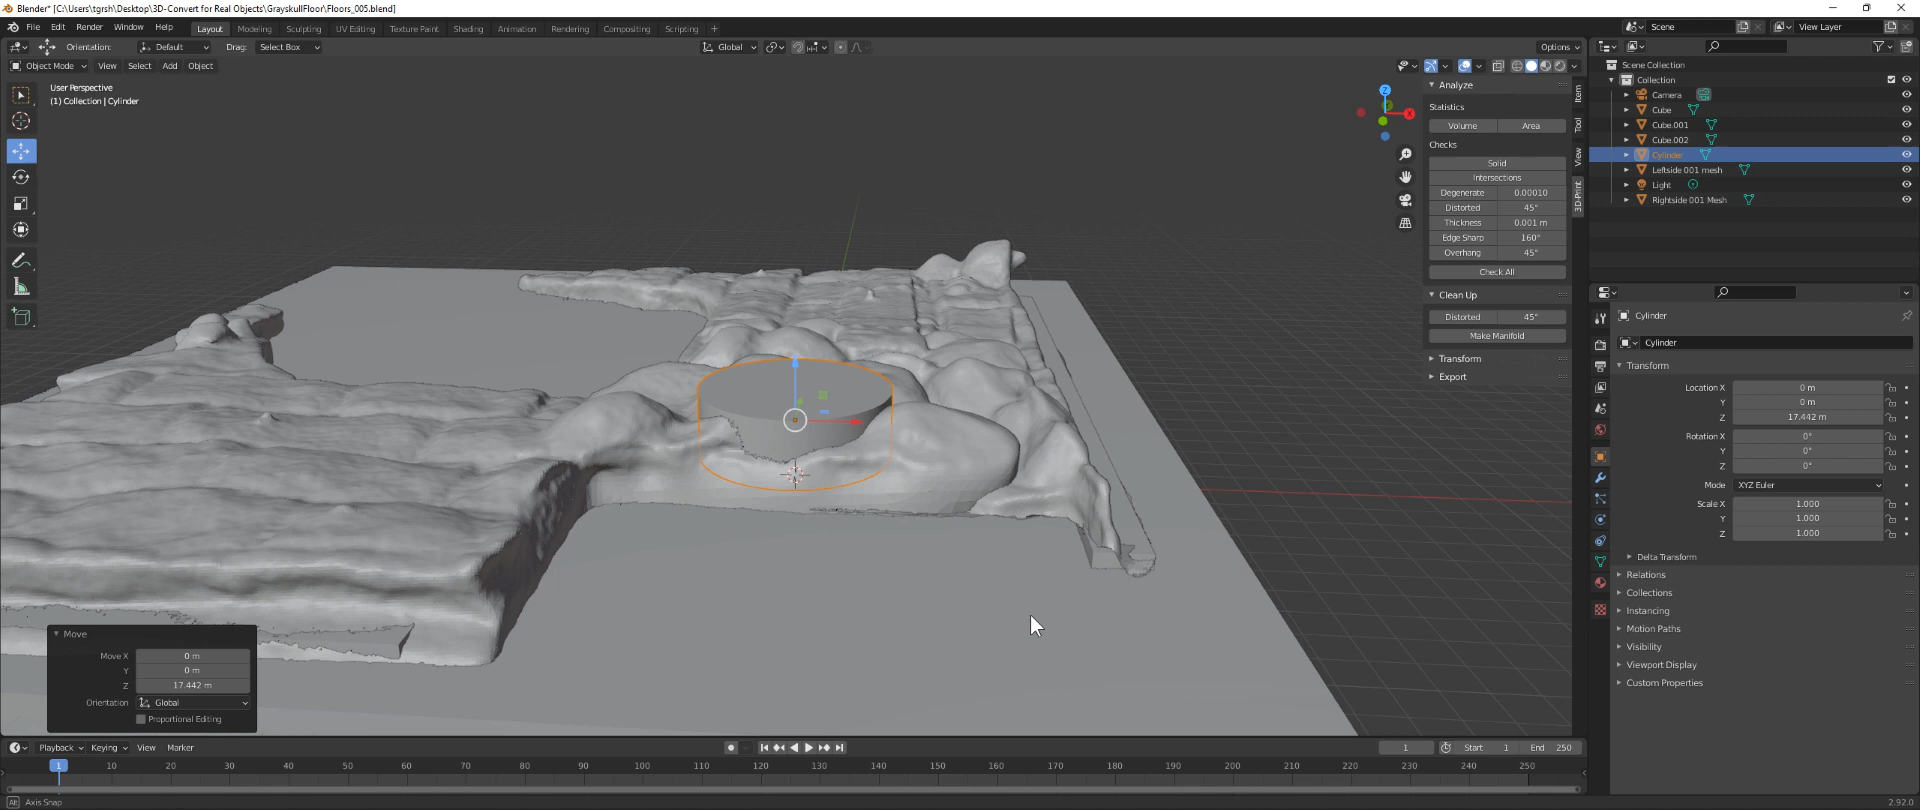 Blender* [C:\Users\tgrsh\Desktop\3D-Convert for Real Objects\GrayskullFloor\Floors_005.blend]
File Edit Render Window Help Layout Modeling Sculpting UV Editing Texture Paint Shading Animation Rendering Compositing Scripting + Scene View Layer
Orientation: Default Drag: Select Box Global Options
Object Mode View Select Add Object
User Perspective
(1) Collection | Cylinder
Z
X
Analyze
Statistics
Volume Area
Checks
Solid
Intersections
Degenerate 0.00010
Distorted 45°
Thickness 0.001 m
Edge Sharp 160°
Overhang 45°
Check All
Clean Up
Distorted 45°
Make Manifold
Transform
Export
Item
Tool
View
3D-Print
Scene Collection
Collection
Camera
Cube
Cube.001
Cube.002
Cylinder
Leftside 001 mesh
Light
Rightside 001 Mesh
Cylinder
Cylinder
Transform
Location X 0 m
Y 0 m
Z 17.442 m
Rotation X 0°
Y 0°
Z 0°
Mode XYZ Euler
Scale X 1.000
Y 1.000
Z 1.000
Delta Transform
Relations
Collections
Instancing
Motion Paths
Visibility
Viewport Display
Custom Properties
Move
Move X 0 m
Y 0 m
Z 17.442 m
Orientation Global
Proportional Editing
Playback Keying View Marker 1 Start 1 End 250
1 10 20 30 40 50 60 70 80 90 100 110 120 130 140 150 160 170 180 190 200 210 220 230 240 250
Alt Axis Snap 2.92.0